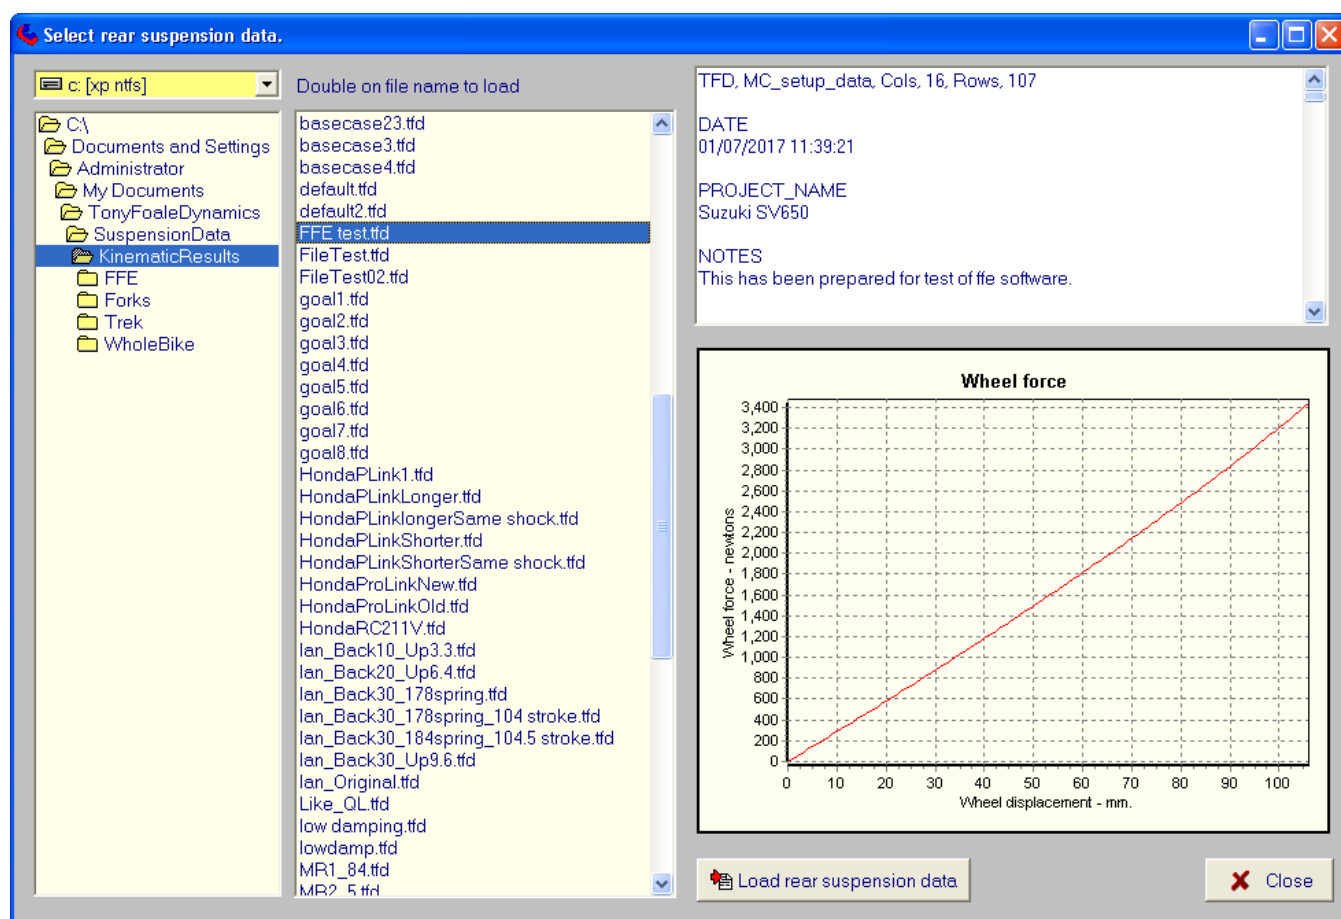 Select rear suspension data.
c: [xp ntfs]
Double on file name to load
C:\
Documents and Settings
Administrator
My Documents
TonyFoaleDynamics
SuspensionData
KinematicResults
FFE
Forks
Trek
WholeBike
basecase23.tfd
basecase3.tfd
basecase4.tfd
default.tfd
default2.tfd
FFE test.tfd
FileTest.tfd
FileTest02.tfd
goal1.tfd
goal2.tfd
goal3.tfd
goal4.tfd
goal5.tfd
goal6.tfd
goal7.tfd
goal8.tfd
HondaPLink1.tfd
HondaPLinkLonger.tfd
HondaPLinklongerSame shock.tfd
HondaPLinkShorter.tfd
HondaPLinkShorterSame shock.tfd
HondaProLinkNew.tfd
HondaProLinkOld.tfd
HondaRC211V.tfd
Ian_Back10_Up3.3.tfd
Ian_Back20_Up6.4.tfd
Ian_Back30_178spring.tfd
Ian_Back30_178spring_104 stroke.tfd
Ian_Back30_184spring_104.5 stroke.tfd
Ian_Back30_Up9.6.tfd
Ian_Original.tfd
Like_QL.tfd
low damping.tfd
lowdamp.tfd
MR1_84.tfd
MR2_5.tfd
TFD, MC_setup_data, Cols, 16, Rows, 107
DATE
01/07/2017 11:39:21
PROJECT_NAME
Suzuki SV650
NOTES
This has been prepared for test of ffe software.
Wheel force
3,400
3,200
3,000
2,800
2,600
2,400
2,200
2,000
1,800
1,600
1,400
1,200
1,000
800
600
400
200
0
Wheel force - newtons
0 10 20 30 40 50 60 70 80 90 100
Wheel displacement - mm.
Load rear suspension data
Close